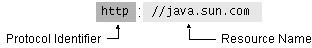 http : //java.sun.com
Protocol Identifier Resource Name